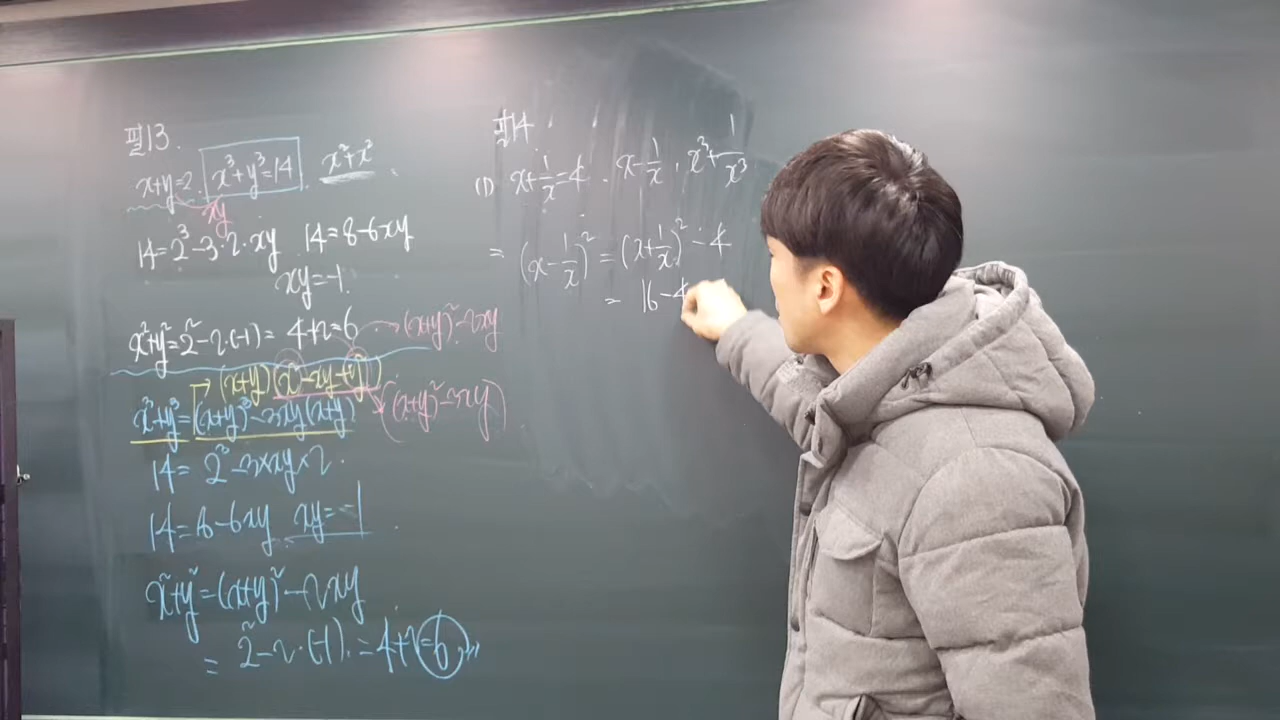 필13.
x+y=2. x³+y³=14. x²+x²
xy
14=2³-3·2·xy 14=8-6xy
xy=-1
x²+y²=2²-2·(-1)=4+2=6 → (x+y)²-2xy
→ (x+y)(x²-xy+y²)
x³+y³=(x+y)³-3xy(x+y) (x+y)²-3xy)
14=2³-3×xy×2.
14=8-6xy xy=-1
x²+y²=(x+y)²-2xy
=2²-2·(-1).=4+2=6
필14.
(1) x+1/x=4. x-1/x, x³+1/x³
=(x-1/x)²=(x+1/x)²-4
=16-4